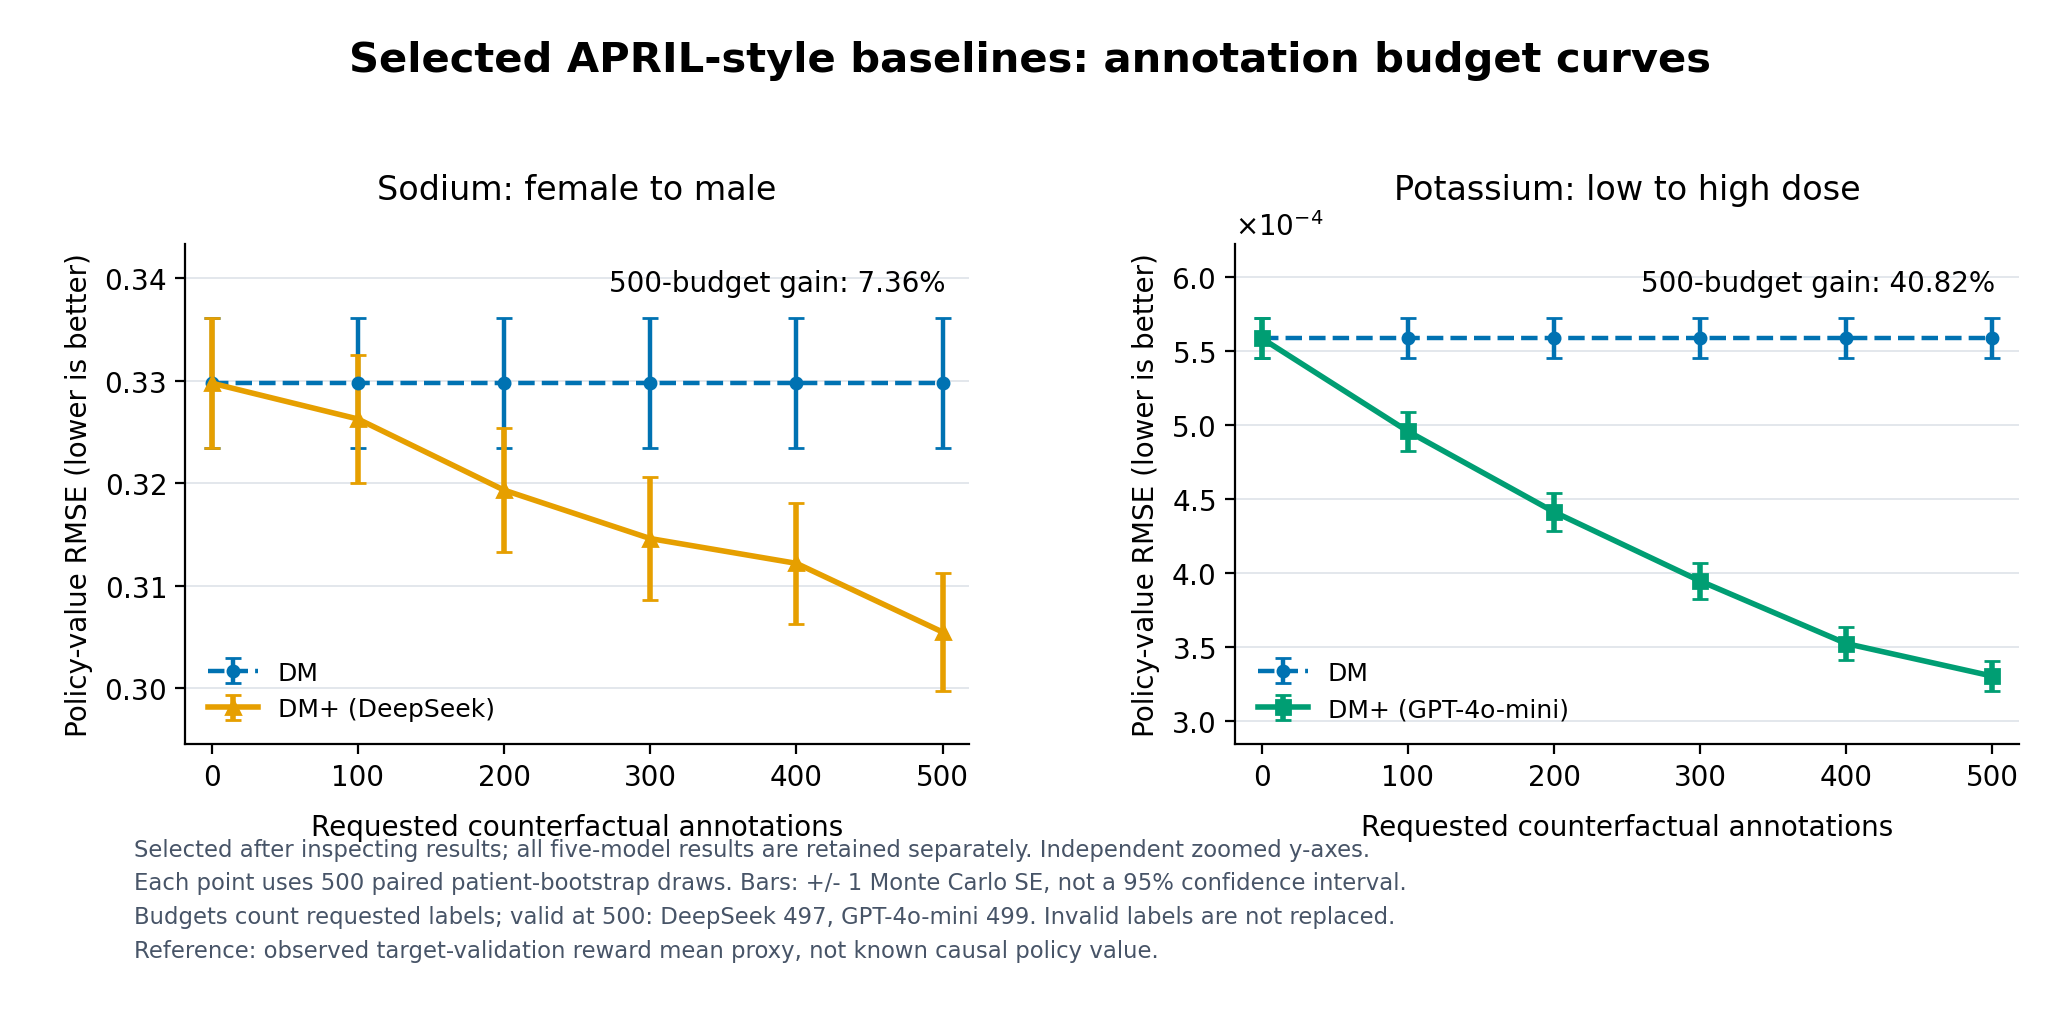 Selected APRIL-style baselines: annotation budget curves
Sodium: female to male
Policy-value RMSE (lower is better)
0.34
0.33
0.32
0.31
0.30
500-budget gain: 7.36%
DM
DM+ (DeepSeek)
0 100 200 300 400 500
Requested counterfactual annotations
Potassium: low to high dose
×10⁻⁴
Policy-value RMSE (lower is better)
6.0
5.5
5.0
4.5
4.0
3.5
3.0
500-budget gain: 40.82%
DM
DM+ (GPT-4o-mini)
0 100 200 300 400 500
Requested counterfactual annotations
Selected after inspecting results; all five-model results are retained separately. Independent zoomed y-axes.
Each point uses 500 paired patient-bootstrap draws. Bars: +/- 1 Monte Carlo SE, not a 95% confidence interval.
Budgets count requested labels; valid at 500: DeepSeek 497, GPT-4o-mini 499. Invalid labels are not replaced.
Reference: observed target-validation reward mean proxy, not known causal policy value.